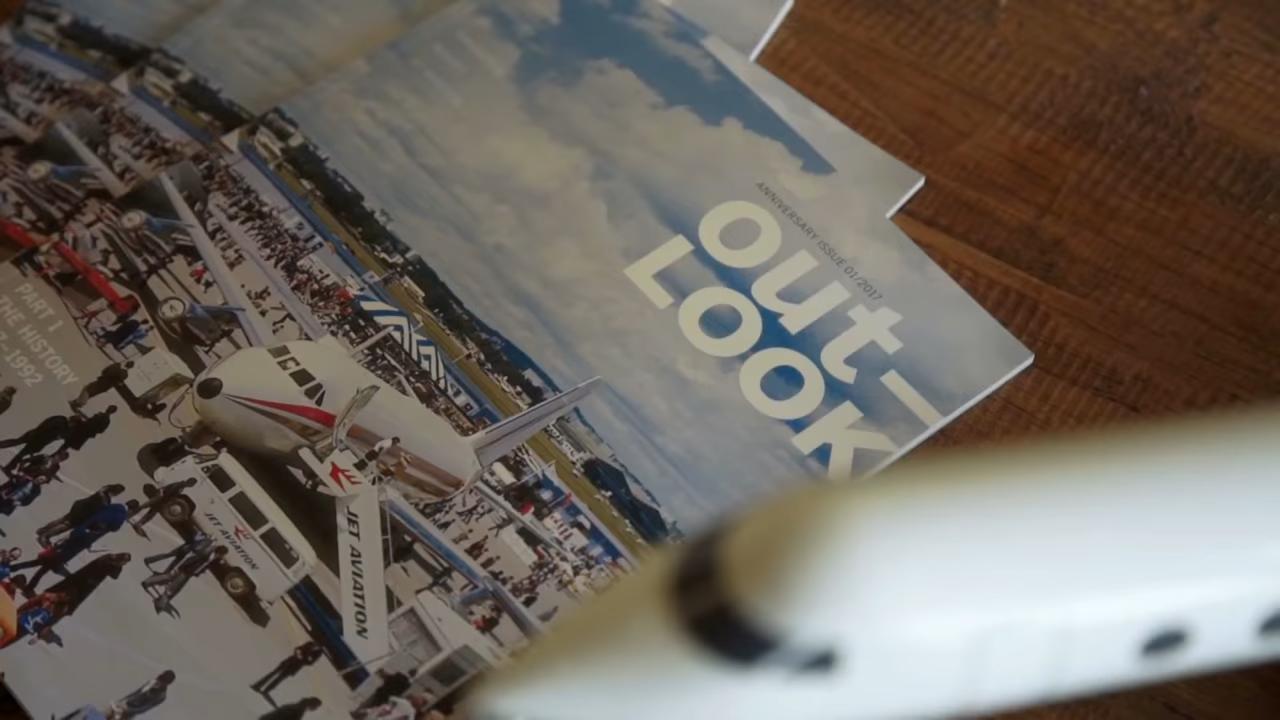 ANNIVERSARY ISSUE 01/2017
out–
LOOK
PART 1
THE HISTORY
-1992
JET AVIATION
JET AVIATION